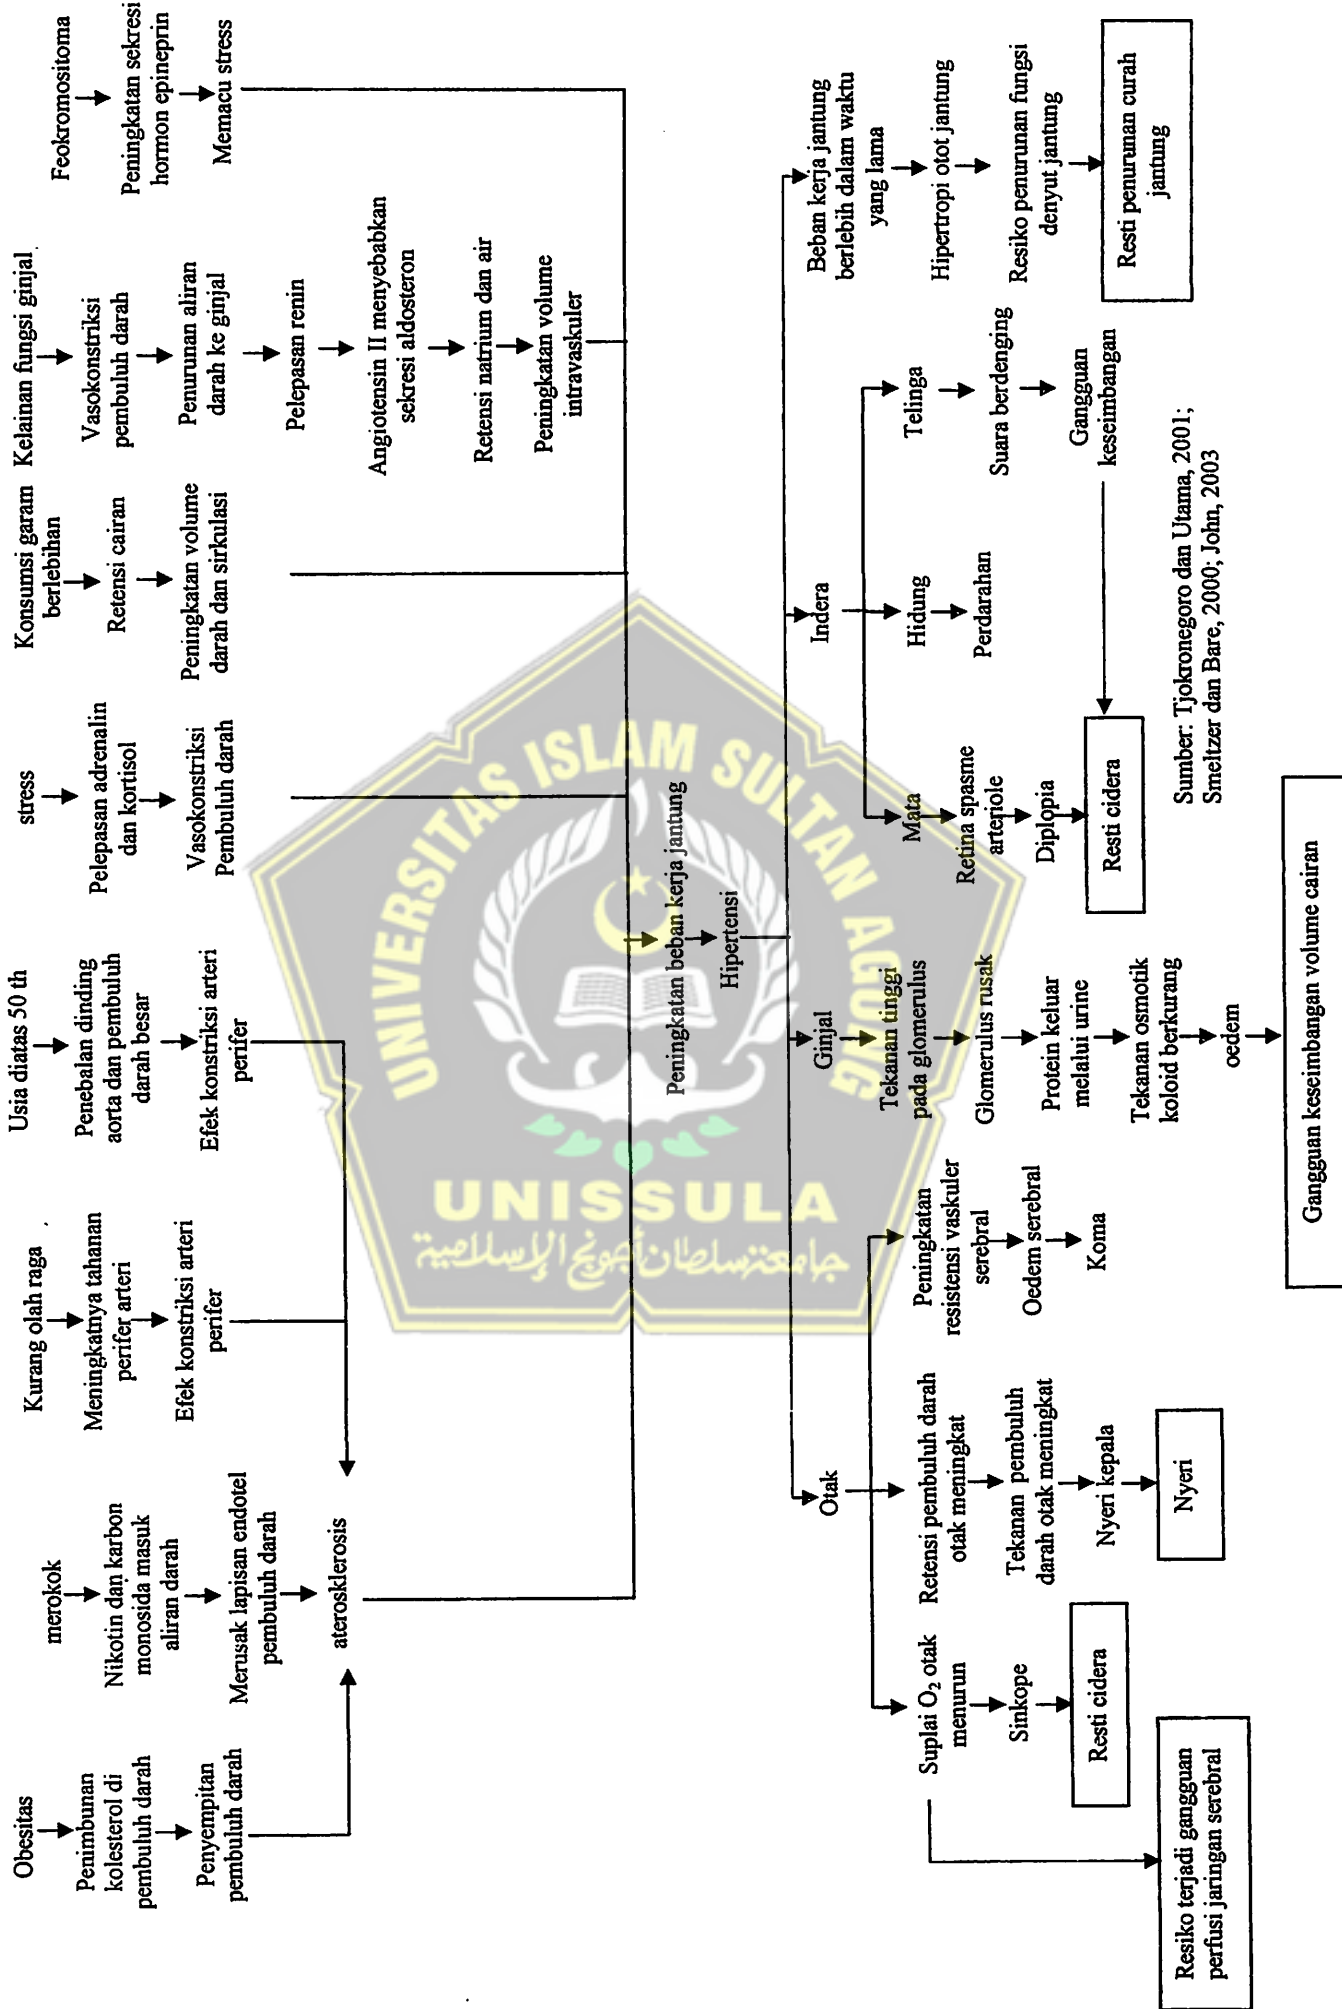 Obesitas
Penimbunan
kolesterol di
pembuluh darah
Penyempitan
pembuluh darah
merokok
Nikotin dan karbon
monosida masuk
aliran darah
Merusak lapisan endotel
pembuluh darah
aterosklerosis
Kurang olah raga
Meningkatnya tahanan
perifer arteri
Efek konstriksi arteri
perifer
Usia diatas 50 th
Penebalan dinding
aorta dan pembuluh
darah besar
Efek konstriksi arteri
perifer
stress
Pelepasan adrenalin
dan kortisol
Vasokonstriksi
Pembuluh darah
Konsumsi garam
berlebihan
Retensi cairan
Peningkatan volume
darah dan sirkulasi
Kelainan fungsi ginjal
Vasokonstriksi
pembuluh darah
Penurunan aliran
darah ke ginjal
Pelepasan renin
Angiotensin II menyebabkan
sekresi aldosteron
Retensi natrium dan air
Peningkatan volume
intravaskuler
Feokromositoma
Peningkatan sekresi
hormon epineprin
Memacu stress
Peningkatan beban kerja jantung
Hipertensi
Otak
Suplai O₂ otak
menurun
Sinkope
Resti cidera
Resiko terjadi gangguan
perfusi jaringan serebral
Retensi pembuluh darah
otak meningkat
Tekanan pembuluh
darah otak meningkat
Nyeri kepala
Nyeri
Peningkatan
resistensi vaskuler
serebral
Oedem serebral
Koma
Ginjal
Tekanan tinggi
pada glomerulus
Glomerulus rusak
Protein keluar
melalui urine
Tekanan osmotik
koloid berkurang
oedem
Gangguan keseimbangan volume cairan
Indera
Mata
Retina spasme
arteriole
Diplopia
Resti cidera
Hidung
Perdarahan
Telinga
Suara berdenging
Gangguan
keseimbangan
Beban kerja jantung
berlebih dalam waktu
yang lama
Hipertropi otot jantung
Resiko penurunan fungsi
denyut jantung
Resti penurunan curah
jantung
Sumber: Tjokronegoro dan Utama, 2001;
Smeltzer dan Bare, 2000; John, 2003
UNIVERSITAS ISLAM SULTAN AGUNG
UNISSULA
جامعتنسلطان أجونج الإسلامية